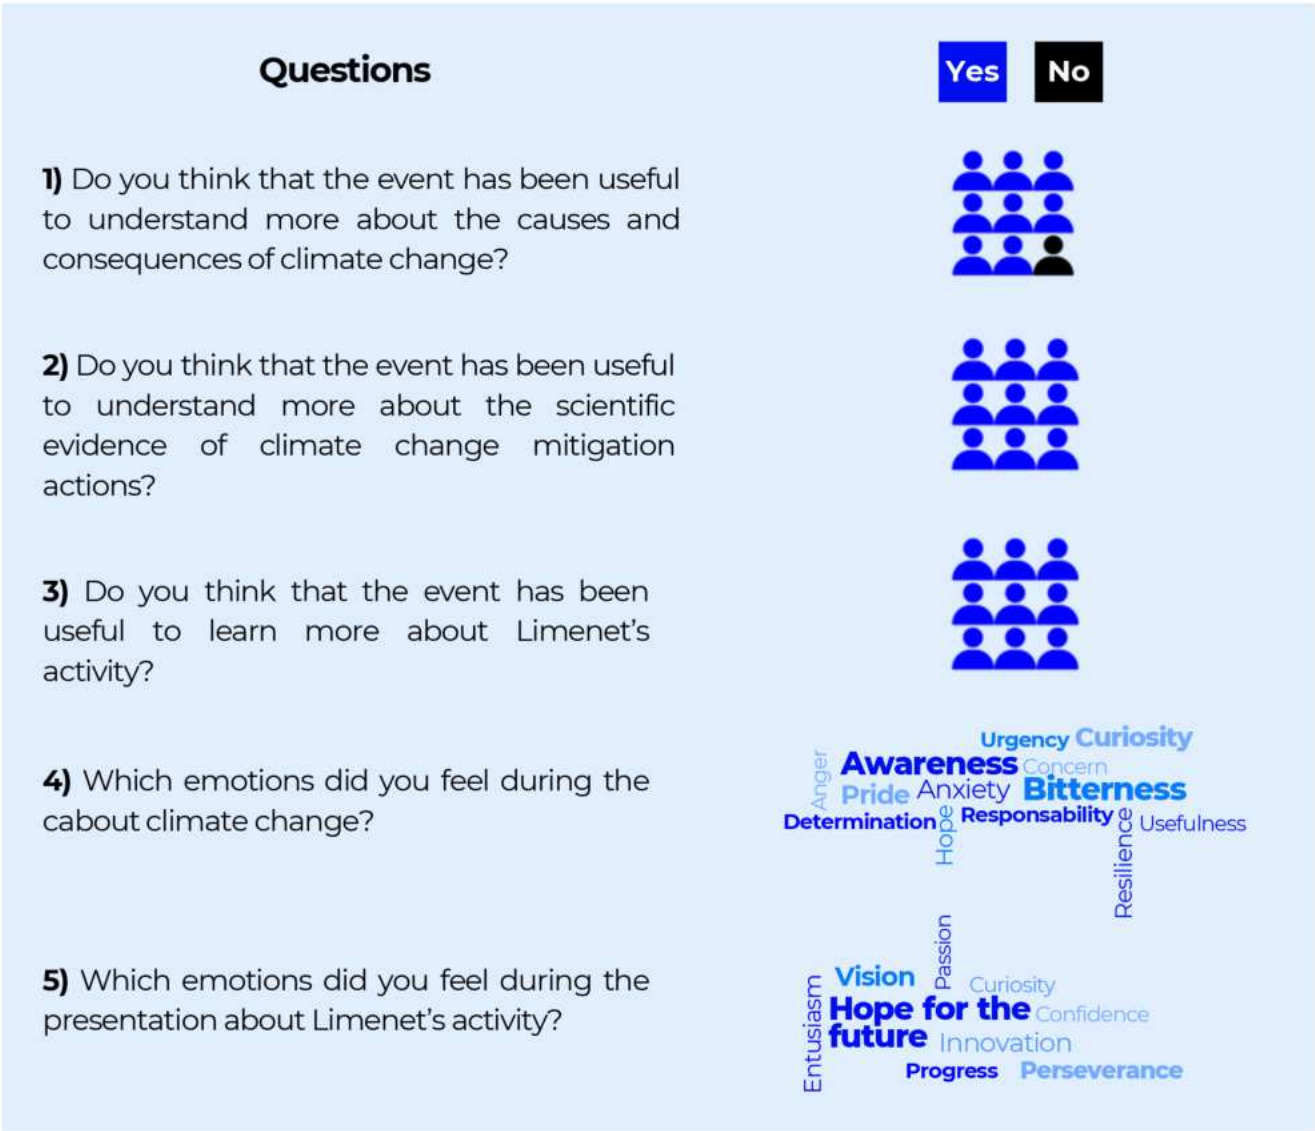 Questions
Yes
No
1) Do you think that the event has been useful
to understand more about the causes and
consequences of climate change?
2) Do you think that the event has been useful
to understand more about the scientific
evidence of climate change mitigation
actions?
3) Do you think that the event has been
useful to learn more about Limenet's
activity?
4) Which emotions did you feel during the
cabout climate change?
Urgency
Curiosity
Anger
Awareness
Concern
Pride
Anxiety
Bitterness
Determination
Hope
Responsability
Resilience
Usefulness
5) Which emotions did you feel during the
presentation about Limenet's activity?
Passion
Vision
Curiosity
Entusiasm
Hope for the
future
Confidence
Innovation
Progress
Perseverance